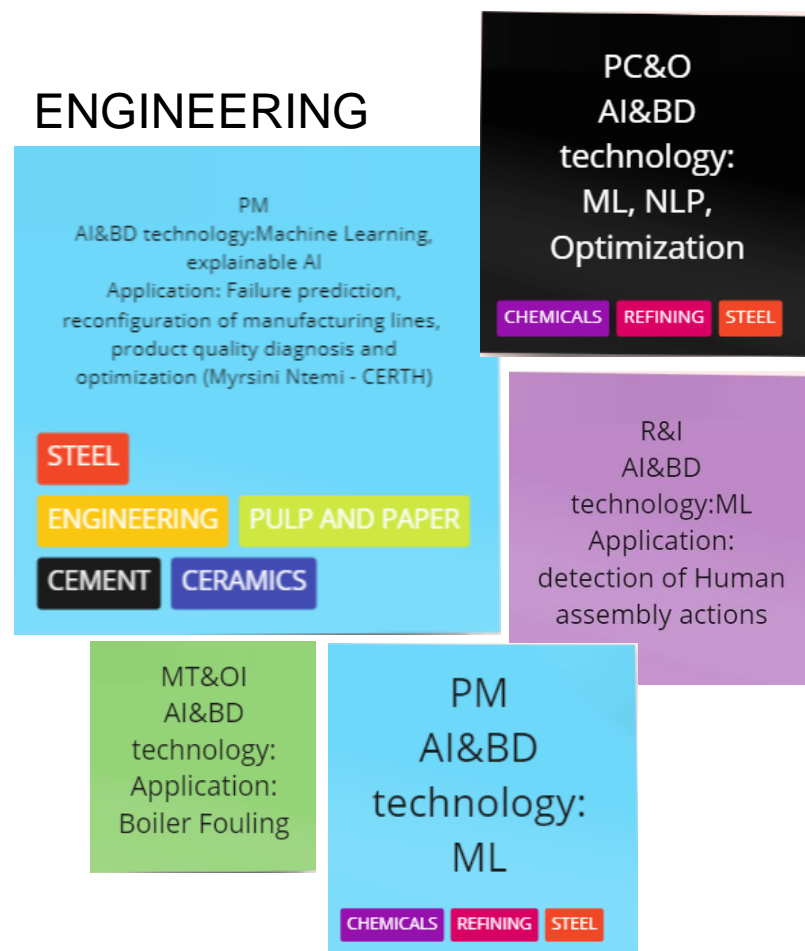 ENGINEERING
PC&O
AI&BD
technology:
ML, NLP,
Optimization
CHEMICALS REFINING STEEL
PM
AI&BD technology:Machine Learning,
explainable AI
Application: Failure prediction,
reconfiguration of manufacturing lines,
product quality diagnosis and
optimization (Myrsini Ntemi - CERTH)
STEEL
ENGINEERING PULP AND PAPER
CEMENT CERAMICS
R&I
AI&BD
technology:ML
Application:
detection of Human
assembly actions
MT&OI
AI&BD
technology:
Application:
Boiler Fouling
PM
AI&BD
technology:
ML
CHEMICALS REFINING STEEL